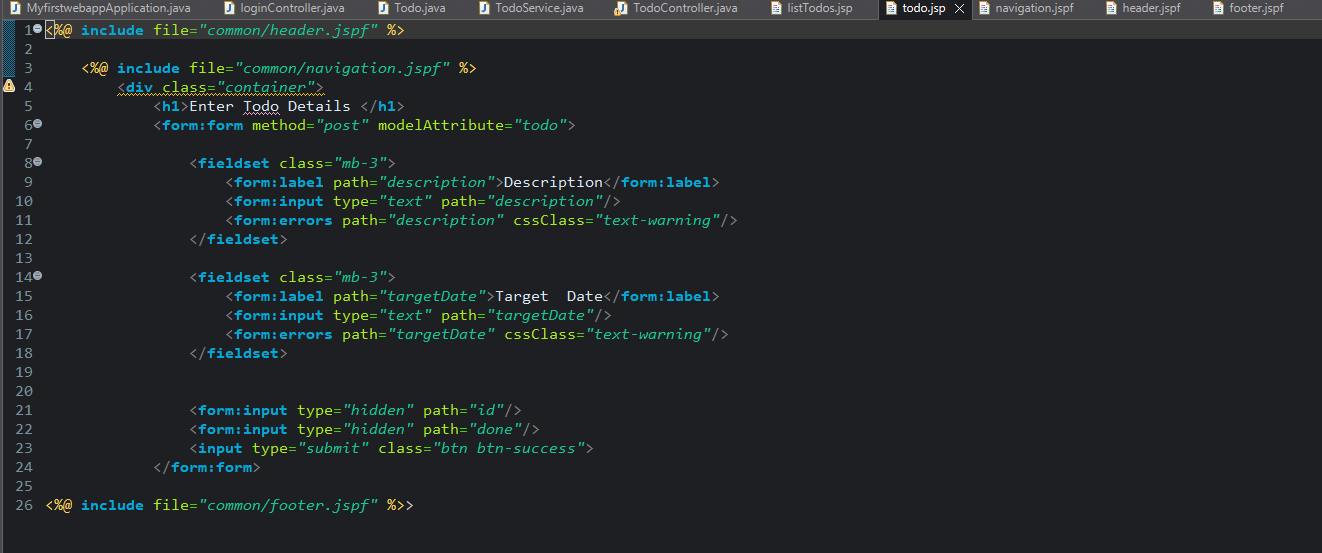 MyfirstwebappApplication.java loginController.java Todo.java TodoService.java TodoController.java listTodos.jsp todo.jsp navigation.jspf header.jspf footer.jspf
1 <%@ include file="common/header.jspf" %>
2
3 <%@ include file="common/navigation.jspf" %>
4 <div class="container">
5 <h1>Enter Todo Details </h1>
6 <form:form method="post" modelAttribute="todo">
7
8 <fieldset class="mb-3">
9 <form:label path="description">Description</form:label>
10 <form:input type="text" path="description"/>
11 <form:errors path="description" cssClass="text-warning"/>
12 </fieldset>
13
14 <fieldset class="mb-3">
15 <form:label path="targetDate">Target  Date</form:label>
16 <form:input type="text" path="targetDate"/>
17 <form:errors path="targetDate" cssClass="text-warning"/>
18 </fieldset>
19
20
21 <form:input type="hidden" path="id"/>
22 <form:input type="hidden" path="done"/>
23 <input type="submit" class="btn btn-success">
24 </form:form>
25
26 <%@ include file="common/footer.jspf" %>>